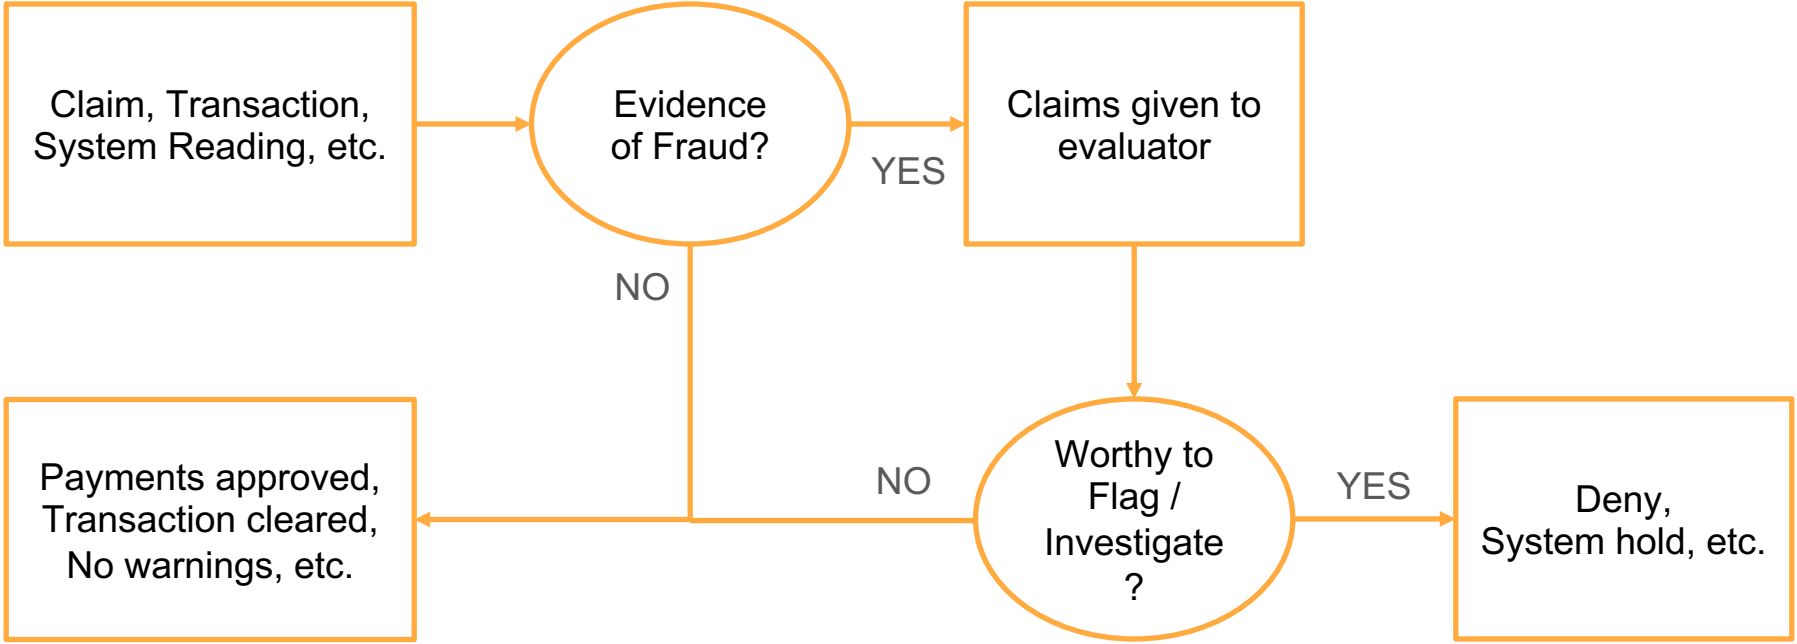 Claim, Transaction,
System Reading, etc.
Evidence
of Fraud?
YES
Claims given to
evaluator
NO
Payments approved,
Transaction cleared,
No warnings, etc.
NO
Worthy to
Flag /
Investigate
?
YES
Deny,
System hold, etc.